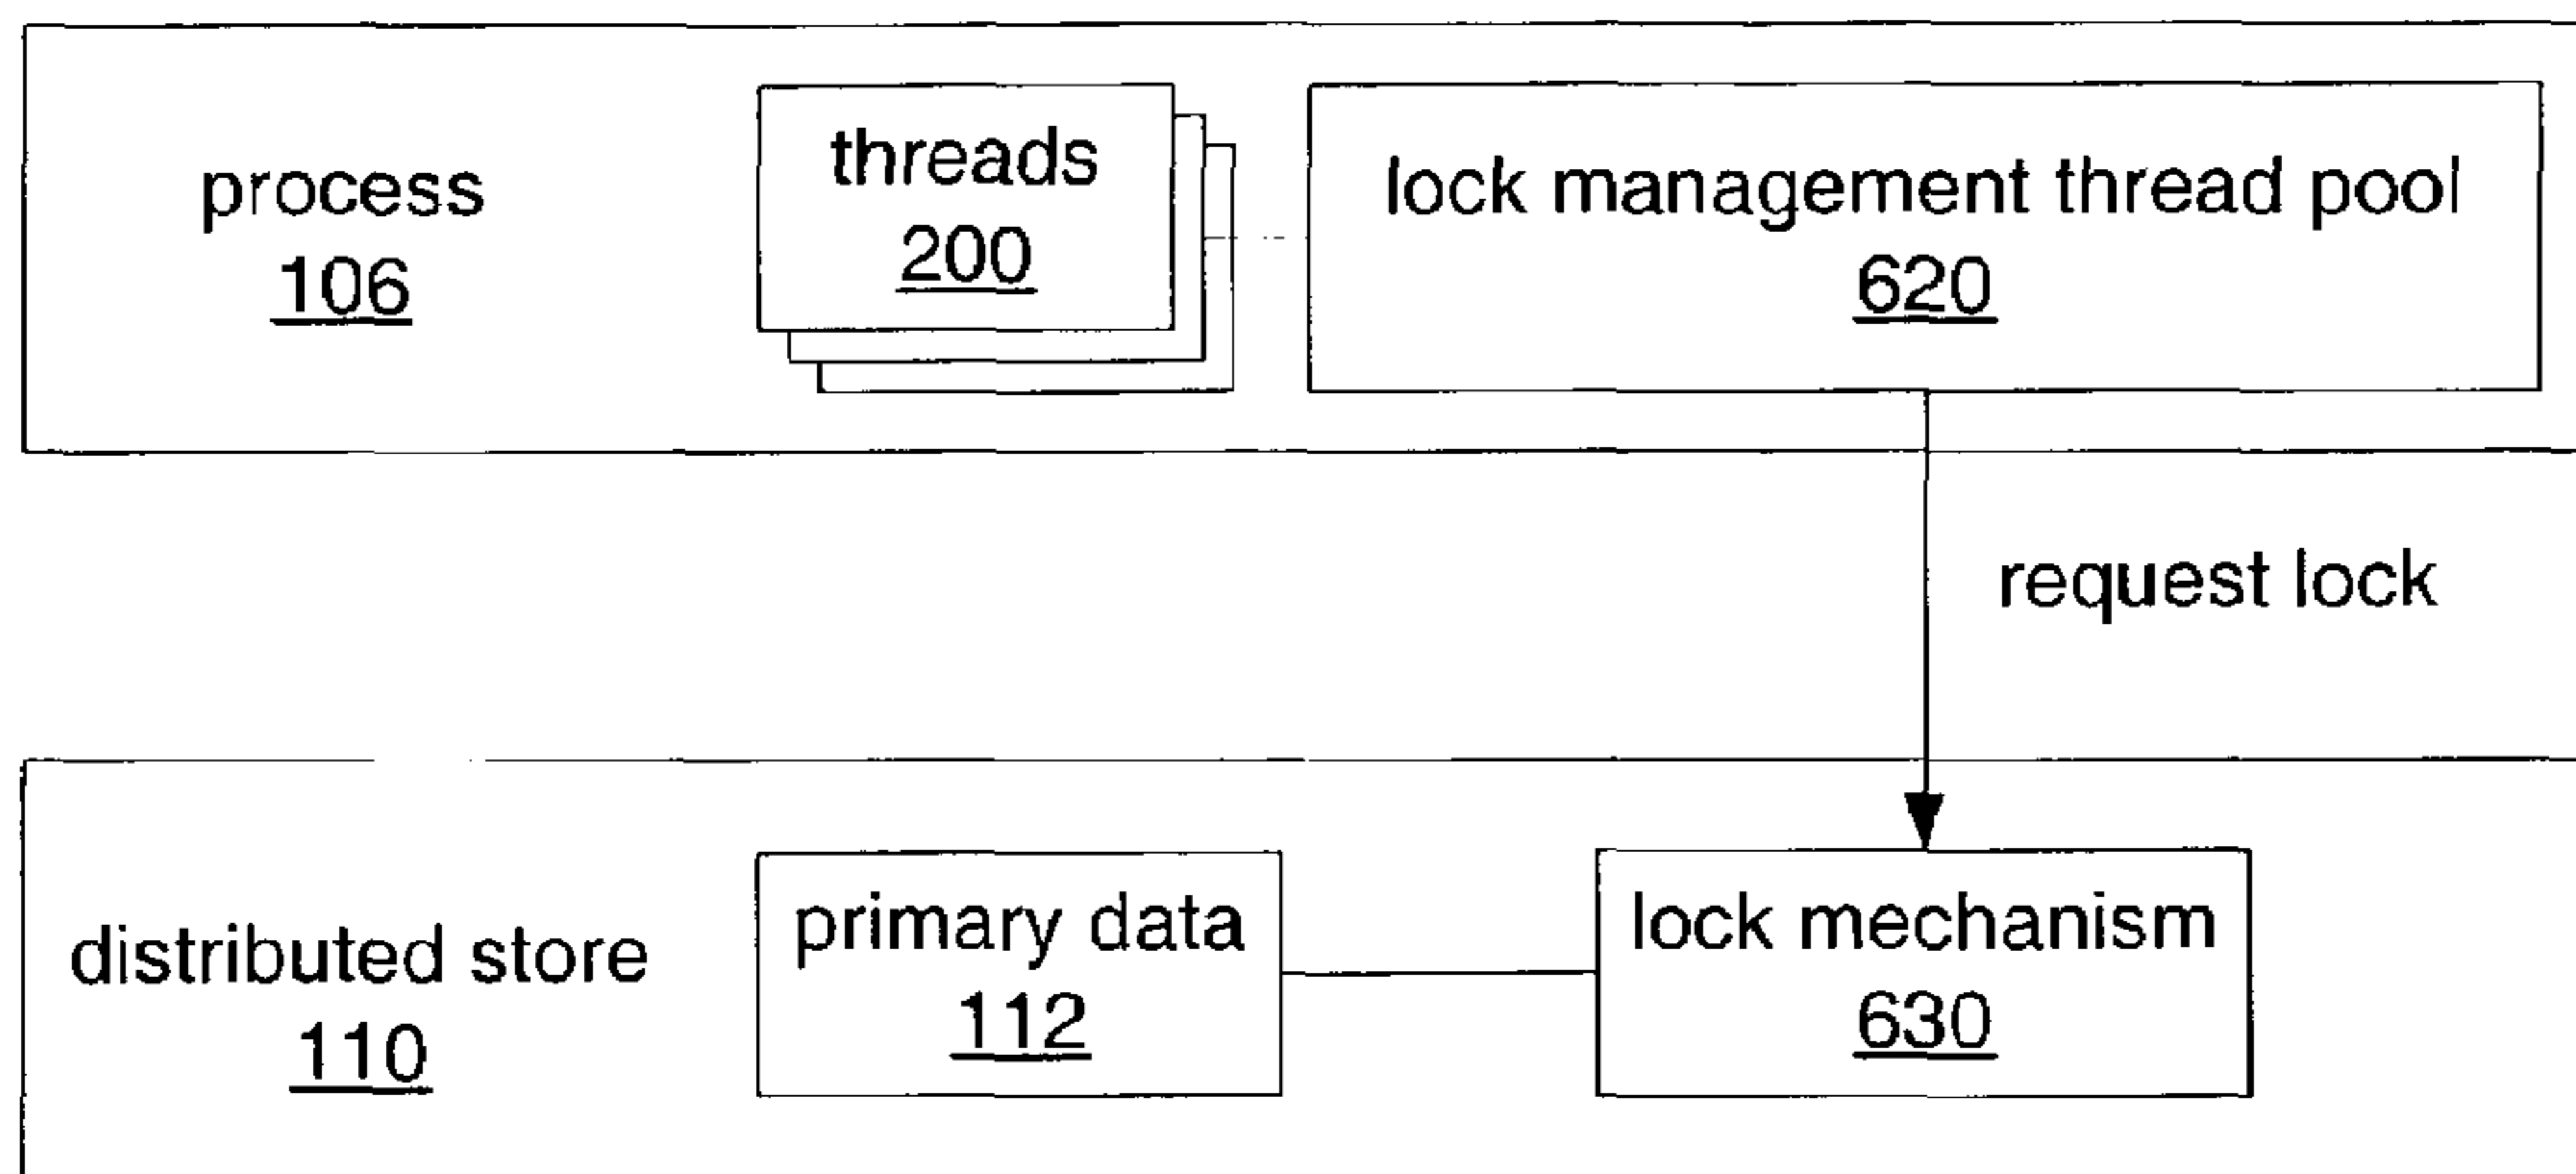 process
106
threads
200
lock management thread pool
620
request lock
distributed store
110
primary data
112
lock mechanism
630